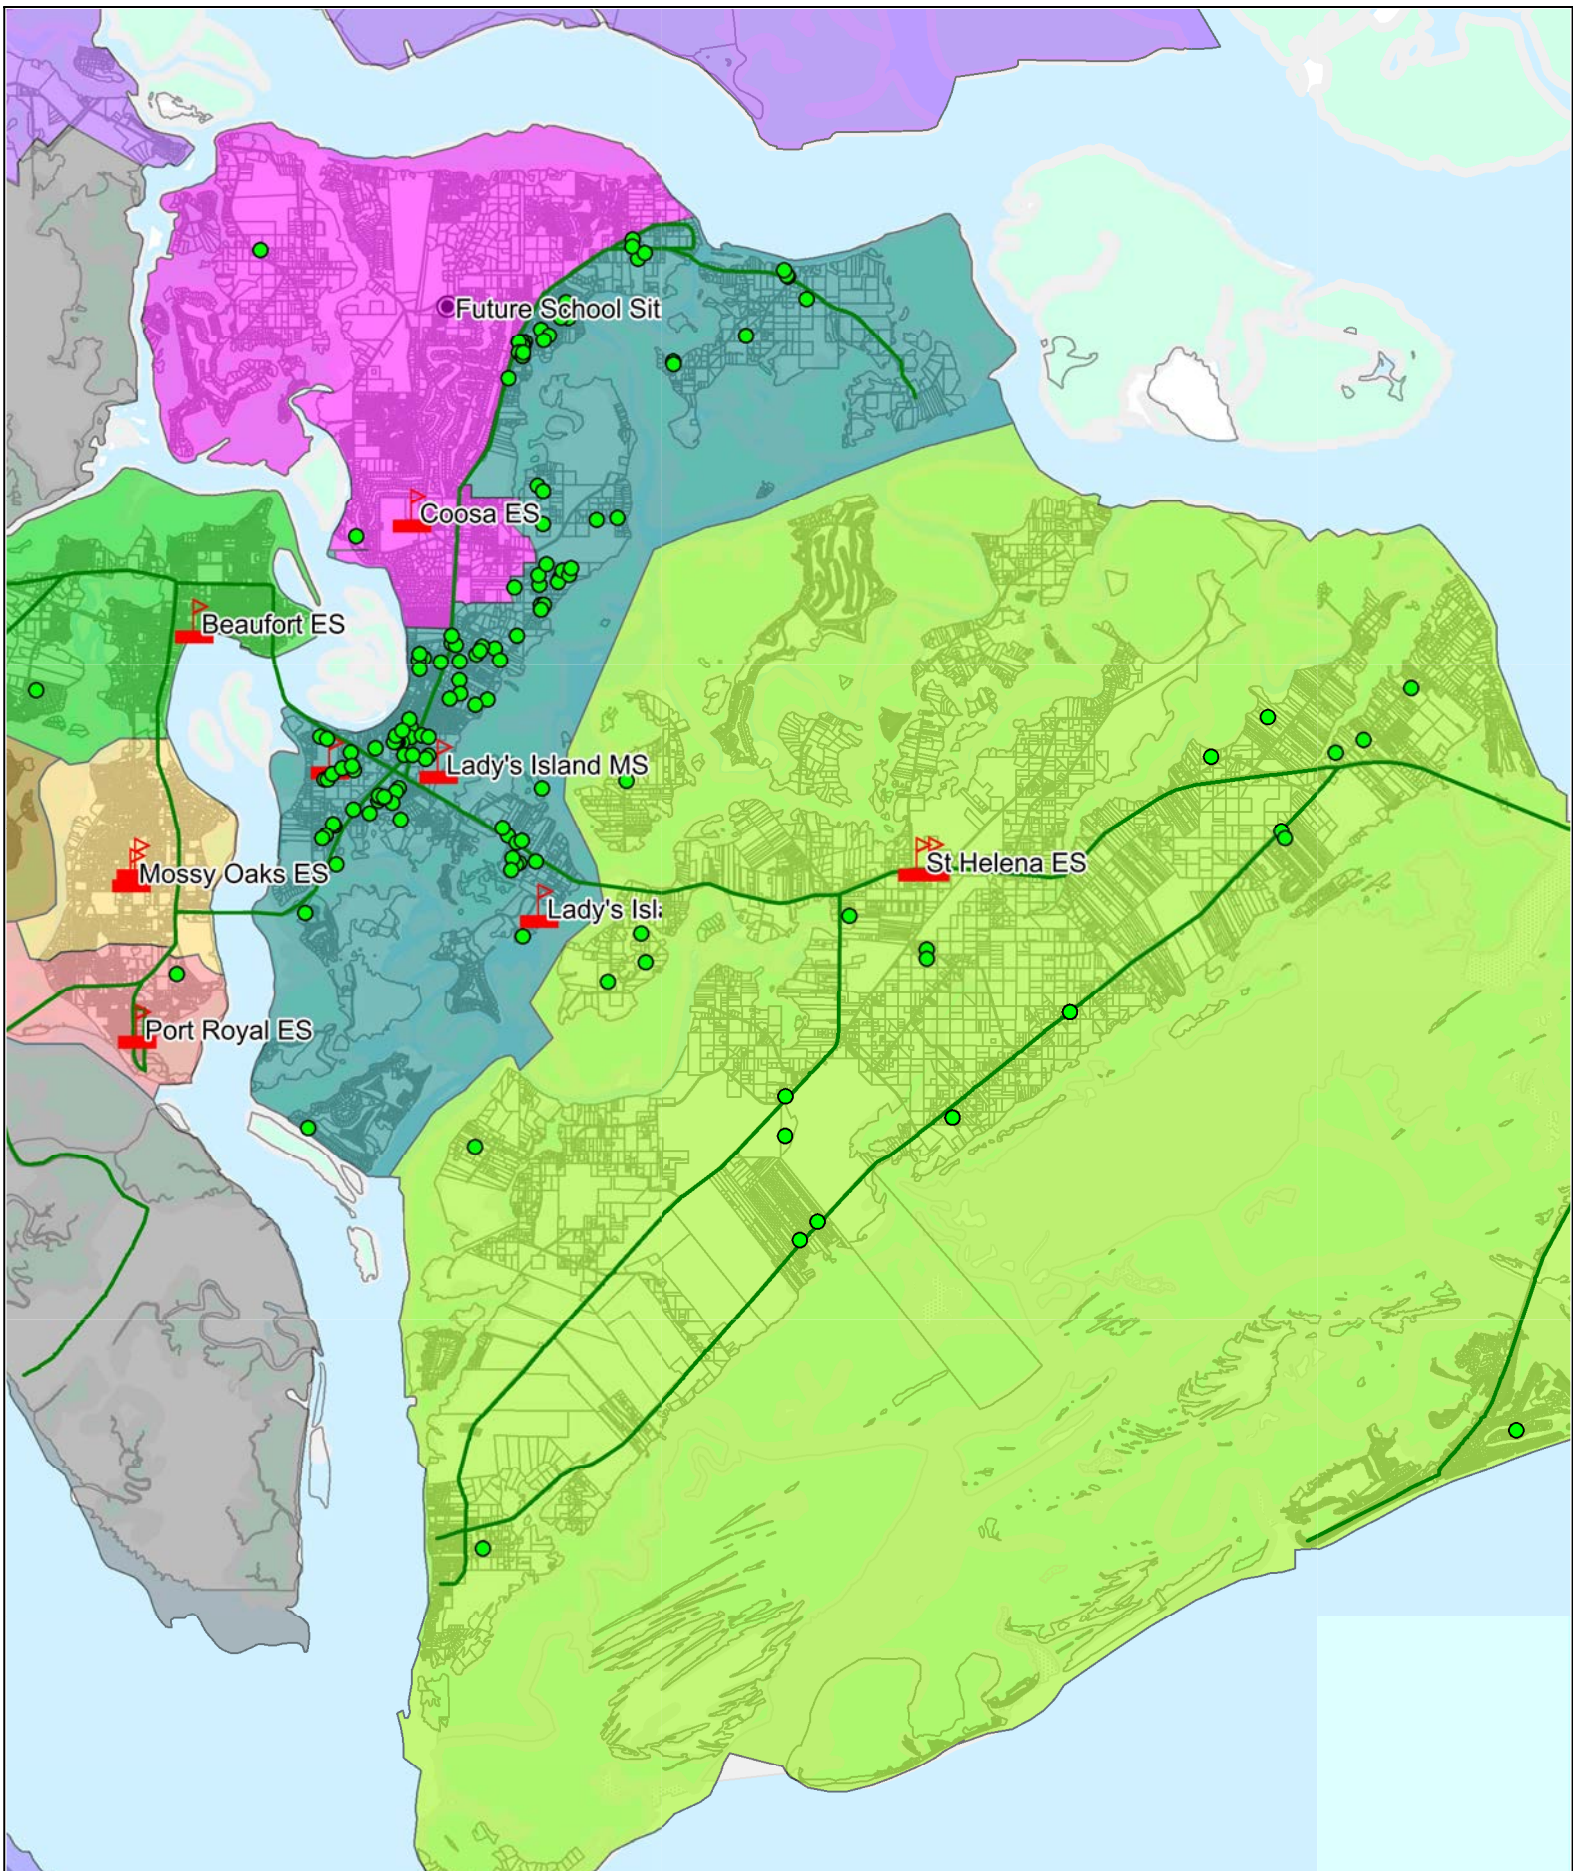 Future School Sit
Coosa ES
Beaufort ES
Lady's Island MS
St Helena ES
Mossy Oaks ES
Lady's Isl
Port Royal ES